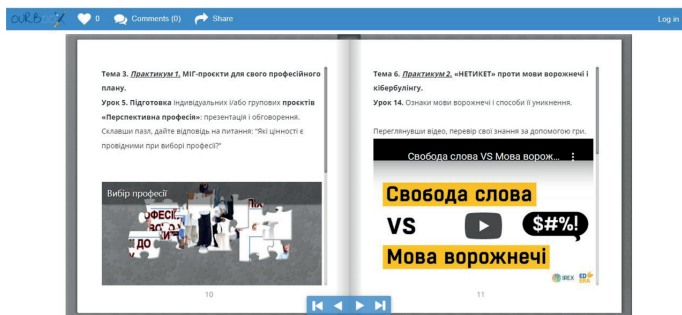 OURBOOX
0
Comments (0)
Share
Log in
Тема 3. Практикум 1. МІГ-проєкти для свого професійного
плану.
Урок 5. Підготовка індивідуальних і/або групових проєктів
«Перспективна професія»: презентація і обговорення.
Склавши пазл, дайте відповідь на питання: "Які цінності є
провідними при виборі професії?"
Вибір професії
10
Тема 6. Практикум 2. «НЕТИКЕТ» проти мови ворожнечі і
кібербулінгу.
Урок 14. Ознаки мови ворожнечі і способи її уникнення.
Переглянувши відео, перевір свої знання за допомогою гри.
Свобода слова VS Мова ворож...
Свобода слова
VS
$#%!
Мова ворожнечі
IREX
ED
ERA
11